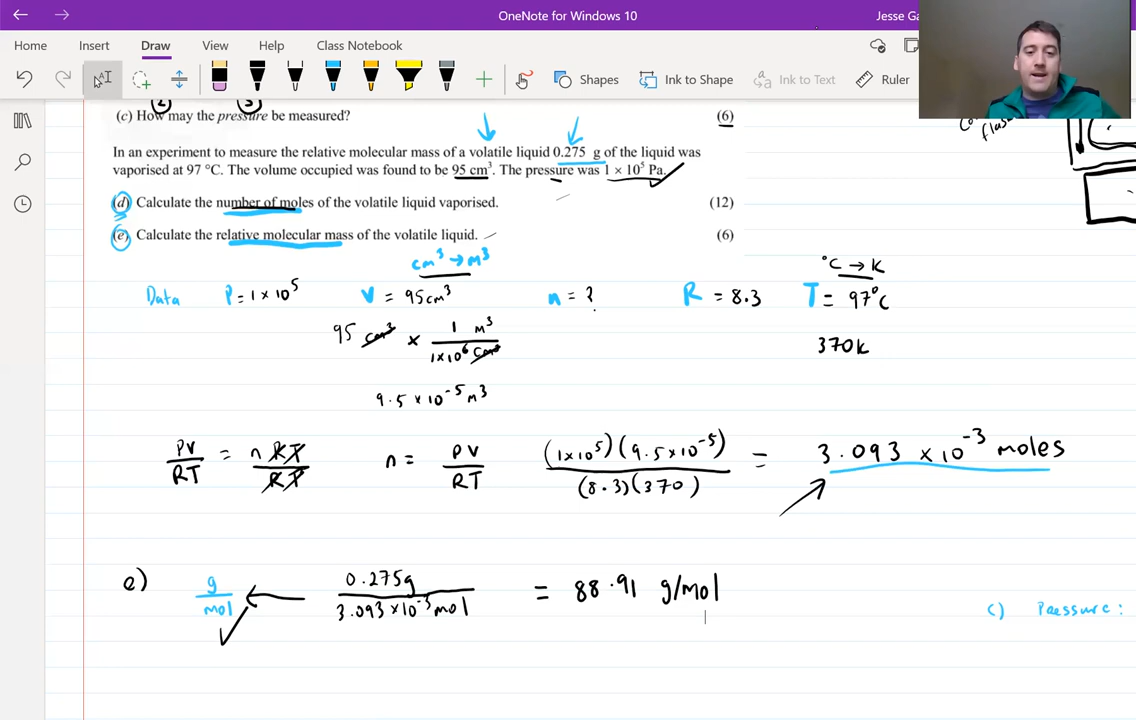 OneNote for Windows 10
Jesse Ga
Home Insert Draw View Help Class Notebook
Shapes Ink to Shape Ink to Text Ruler
(2) (3)
(c) How may the pressure be measured? (6)
In an experiment to measure the relative molecular mass of a volatile liquid 0.275 g of the liquid was
vaporised at 97 °C. The volume occupied was found to be 95 cm³. The pressure was 1 × 10⁵ Pa.
(d) Calculate the number of moles of the volatile liquid vaporised. (12)
(e) Calculate the relative molecular mass of the volatile liquid. (6)
cm³ → m³ °C → K
Data P = 1 × 10⁵ V = 95 cm³ n = ? R = 8.3 T = 97°C
95 cm³ × 1 m³ / 1×10⁶ cm³ 370K
9.5 × 10⁻⁵ m³
PV/RT = nRT/RT n = PV/RT (1×10⁵)(9.5×10⁻⁵) / (8.3)(370) = 3.093 × 10⁻³ moles
e) g/mol ← 0.275g / 3.093×10⁻³ mol = 88.91 g/mol
c) Pressure: